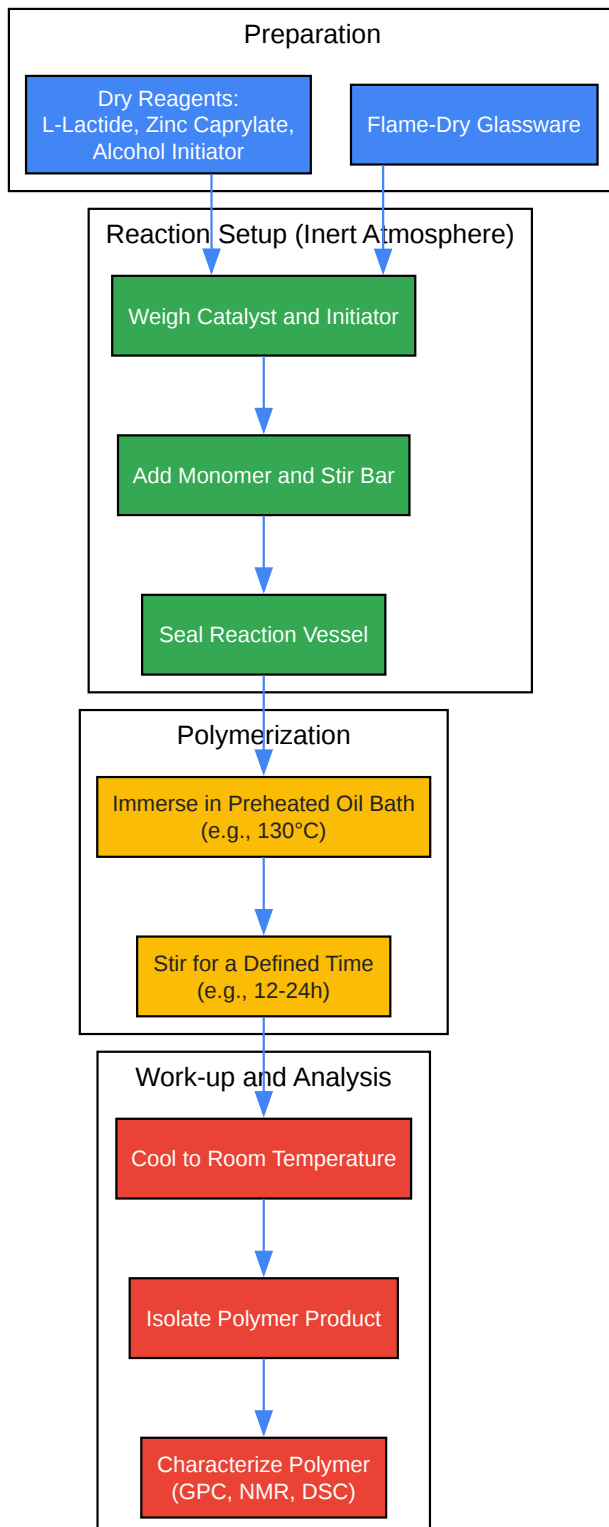 Preparation
Dry Reagents:
L-Lactide, Zinc Caprylate,
Alcohol Initiator
Flame-Dry Glassware
Reaction Setup (Inert Atmosphere)
Weigh Catalyst and Initiator
Add Monomer and Stir Bar
Seal Reaction Vessel
Polymerization
Immerse in Preheated Oil Bath
(e.g., 130°C)
Stir for a Defined Time
(e.g., 12-24h)
Work-up and Analysis
Cool to Room Temperature
Isolate Polymer Product
Characterize Polymer
(GPC, NMR, DSC)